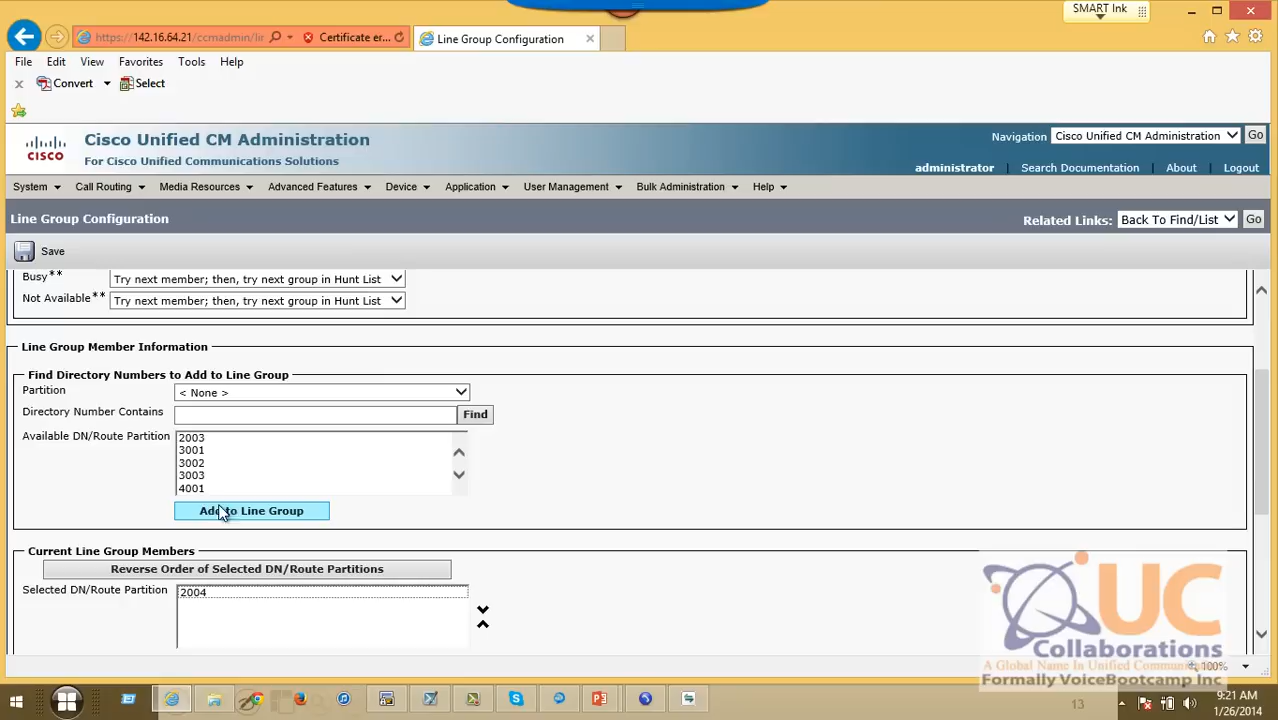 SMART Ink
https://142.16.64.21/ccmadmin/lir
Certificate er...
Line Group Configuration
File Edit View Favorites Tools Help
x Convert Select
Cisco Unified CM Administration
For Cisco Unified Communications Solutions
CISCO
Navigation Cisco Unified CM Administration Go
administrator Search Documentation About Logout
System Call Routing Media Resources Advanced Features Device Application User Management Bulk Administration Help
Line Group Configuration
Related Links: Back To Find/List Go
Save
Busy** Try next member; then, try next group in Hunt List
Not Available** Try next member; then, try next group in Hunt List
Line Group Member Information
Find Directory Numbers to Add to Line Group
Partition < None >
Directory Number Contains Find
Available DN/Route Partition
2003
3001
3002
3003
4001
Add to Line Group
Current Line Group Members
Reverse Order of Selected DN/Route Partitions
Selected DN/Route Partition 2004
UC
Collaborations
A Global Name In Unified
Formally VoiceBootcamp Inc
100%
13
9:21 AM
1/26/2014